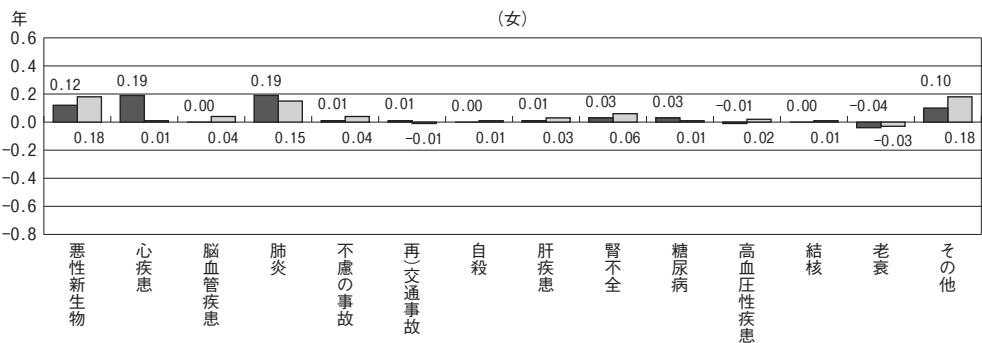 年
(女)
0.6
0.4
0.2
0.0
−0.2
−0.4
−0.6
−0.8
0.12
0.19
0.00
0.19
0.01
0.01
0.00
0.01
0.03
0.03
−0.01
0.00
−0.04
0.10
0.18
0.01
0.04
0.15
0.04
−0.01
0.01
0.03
0.06
0.01
0.02
0.01
−0.03
0.18
悪性新生物
心疾患
脳血管疾患
肺炎
不慮の事故
再)交通事故
自殺
肝疾患
腎不全
糖尿病
高血圧性疾患
結核
老衰
その他